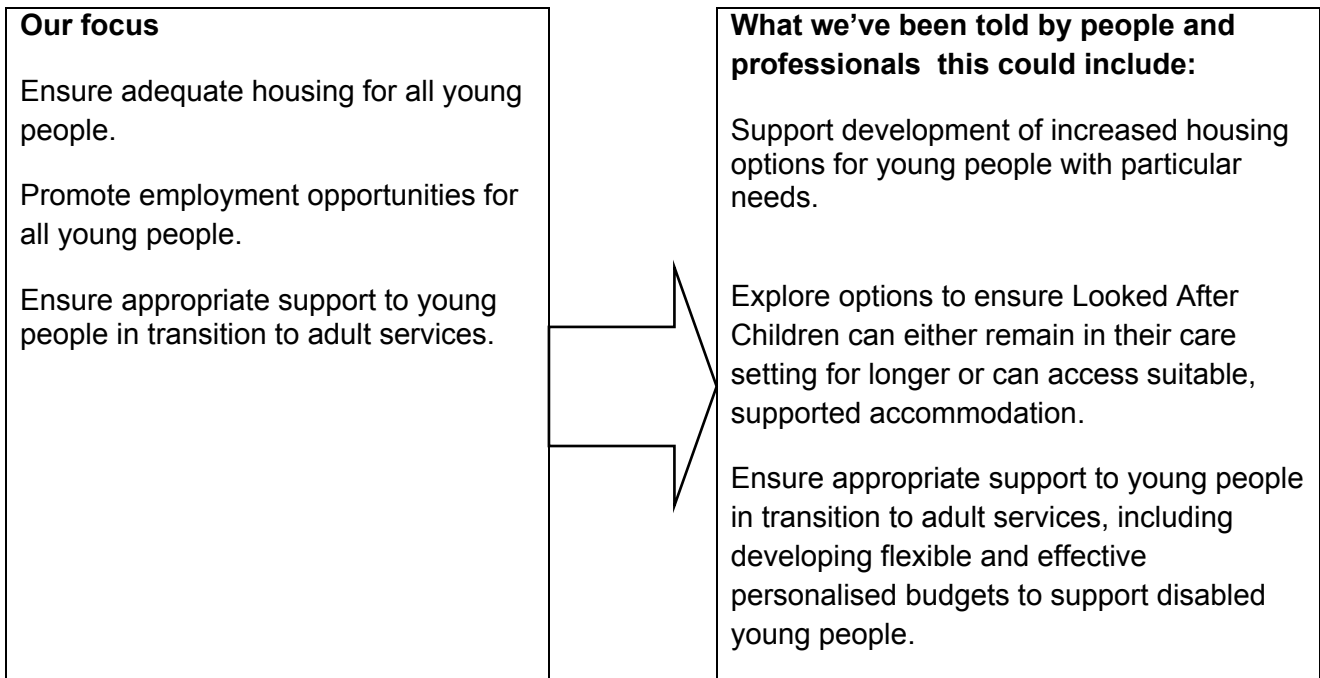 Our focus
Ensure adequate housing for all young
people.
Promote employment opportunities for
all young people.
Ensure appropriate support to young
people in transition to adult services.
What we’ve been told by people and
professionals  this could include:
Support development of increased housing
options for young people with particular
needs.
Explore options to ensure Looked After
Children can either remain in their care
setting for longer or can access suitable,
supported accommodation.
Ensure appropriate support to young people
in transition to adult services, including
developing flexible and effective
personalised budgets to support disabled
young people.